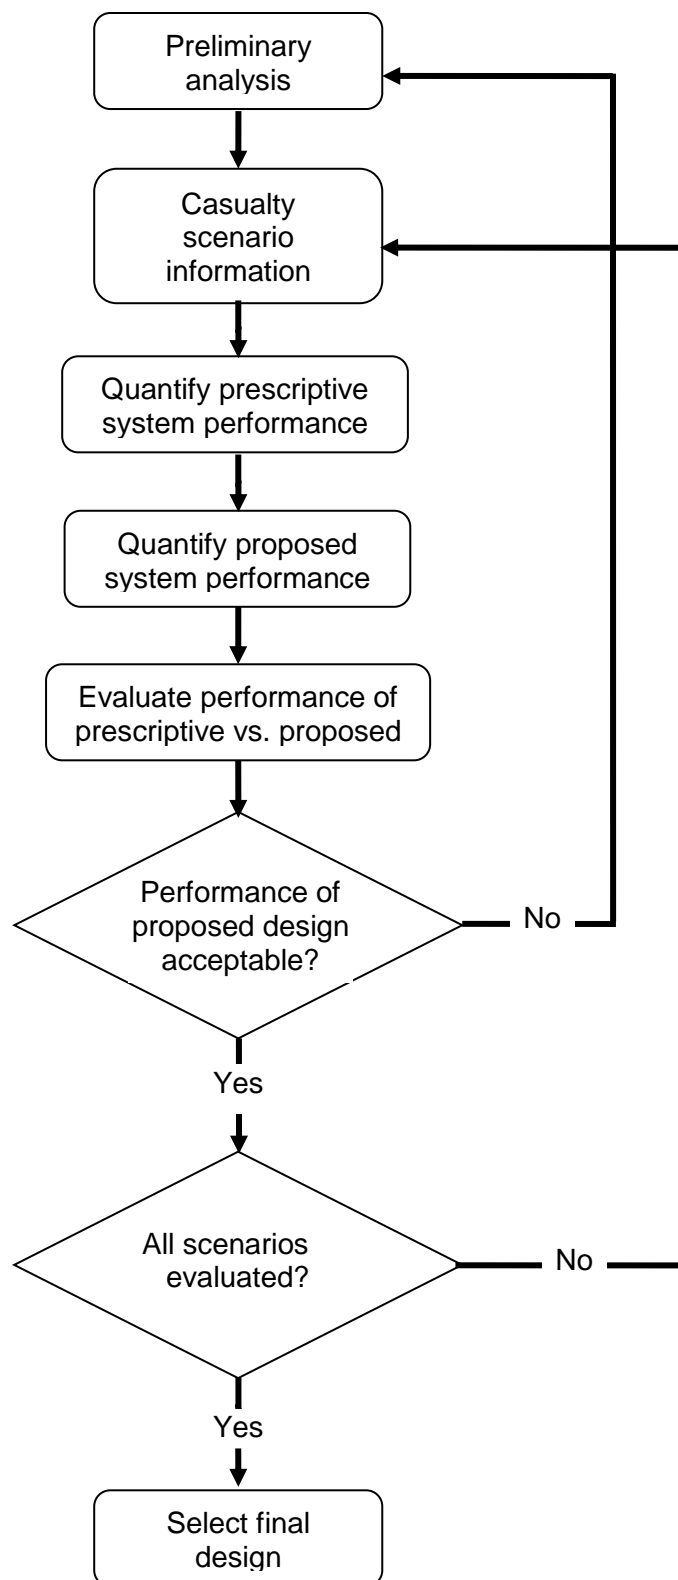 Preliminary
analysis
Casualty
scenario
information
Quantify prescriptive
system performance
Quantify proposed
system performance
Evaluate performance of
prescriptive vs. proposed
Performance of
proposed design
acceptable?
No
Yes
All scenarios
evaluated?
No
Yes
Select final
design